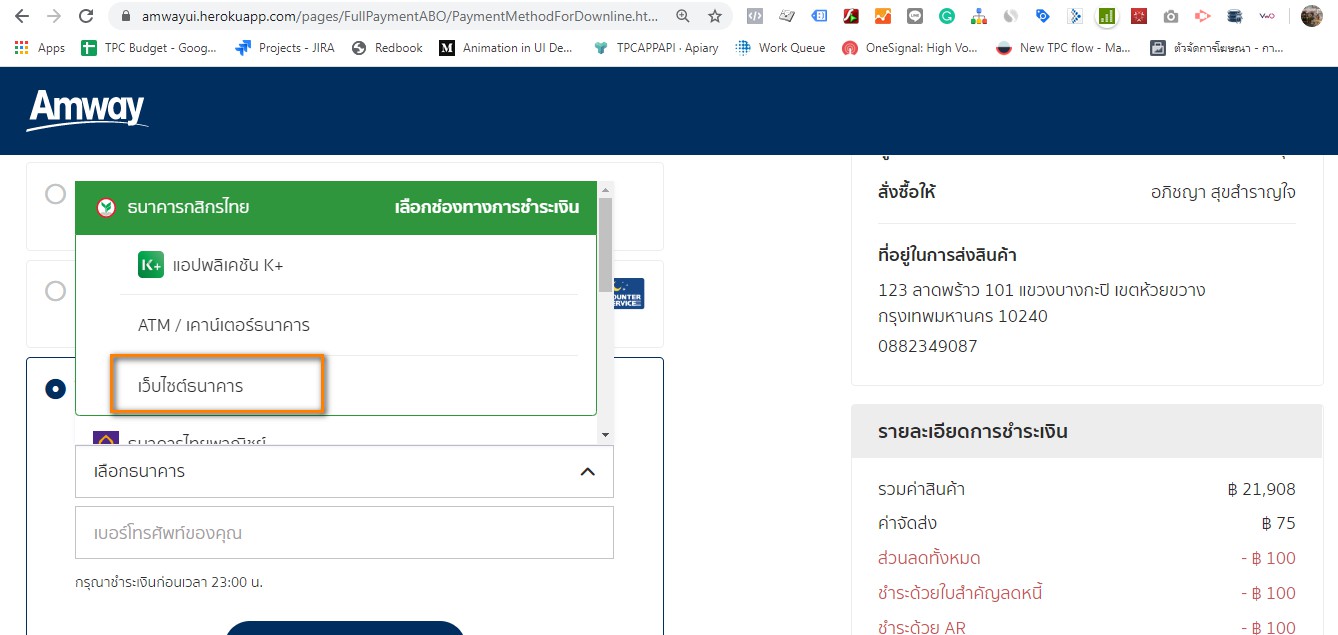 amwayui.herokuapp.com/pages/FullPaymentABO/PaymentMethodForDownline.ht...
Apps
TPC Budget - Goog...
Projects - JIRA
Redbook
Animation in UI De...
TPCAPPAPI · Apiary
Work Queue
OneSignal: High Vo...
New TPC flow - Ma...
ตัวจัดการโฆษณา - กา...
Amway
ธนาคารกสิกรไทย
เลือกช่องทางการชำระเงิน
K+
แอปพลิเคชัน K+
ATM / เคาน์เตอร์ธนาคาร
เว็บไซต์ธนาคาร
ธนาคารไทยพาณิชย์
เลือกธนาคาร
เบอร์โทรศัพท์ของคุณ
กรุณาชำระเงินก่อนเวลา 23:00 น.
สั่งซื้อให้
อภิชญา สุขสำราญใจ
ที่อยู่ในการส่งสินค้า
123 ลาดพร้าว 101 แขวงบางกะปิ เขตห้วยขวาง
กรุงเทพมหานคร 10240
0882349087
รายละเอียดการชำระเงิน
รวมค่าสินค้า
฿ 21,908
ค่าจัดส่ง
฿ 75
ส่วนลดทั้งหมด
- ฿ 100
ชำระด้วยใบสำคัญลดหนี้
- ฿ 100
ชำระด้วย AR
- ฿ 100